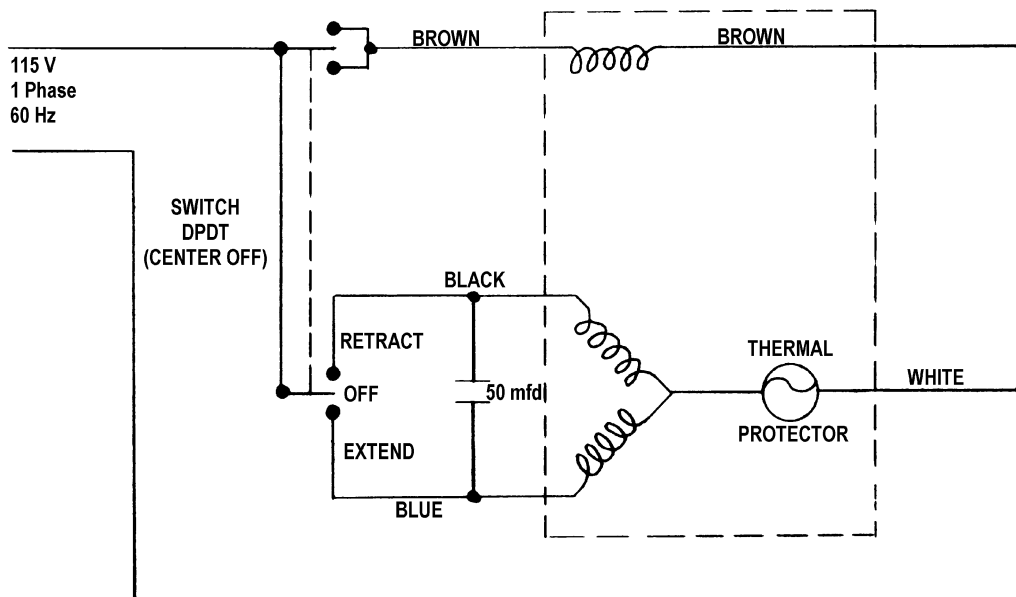 BROWN
BROWN
115 V
1 Phase
60 Hz
SWITCH
DPDT
(CENTER OFF)
BLACK
RETRACT
OFF
50 mfd
EXTEND
BLUE
THERMAL
PROTECTOR
WHITE